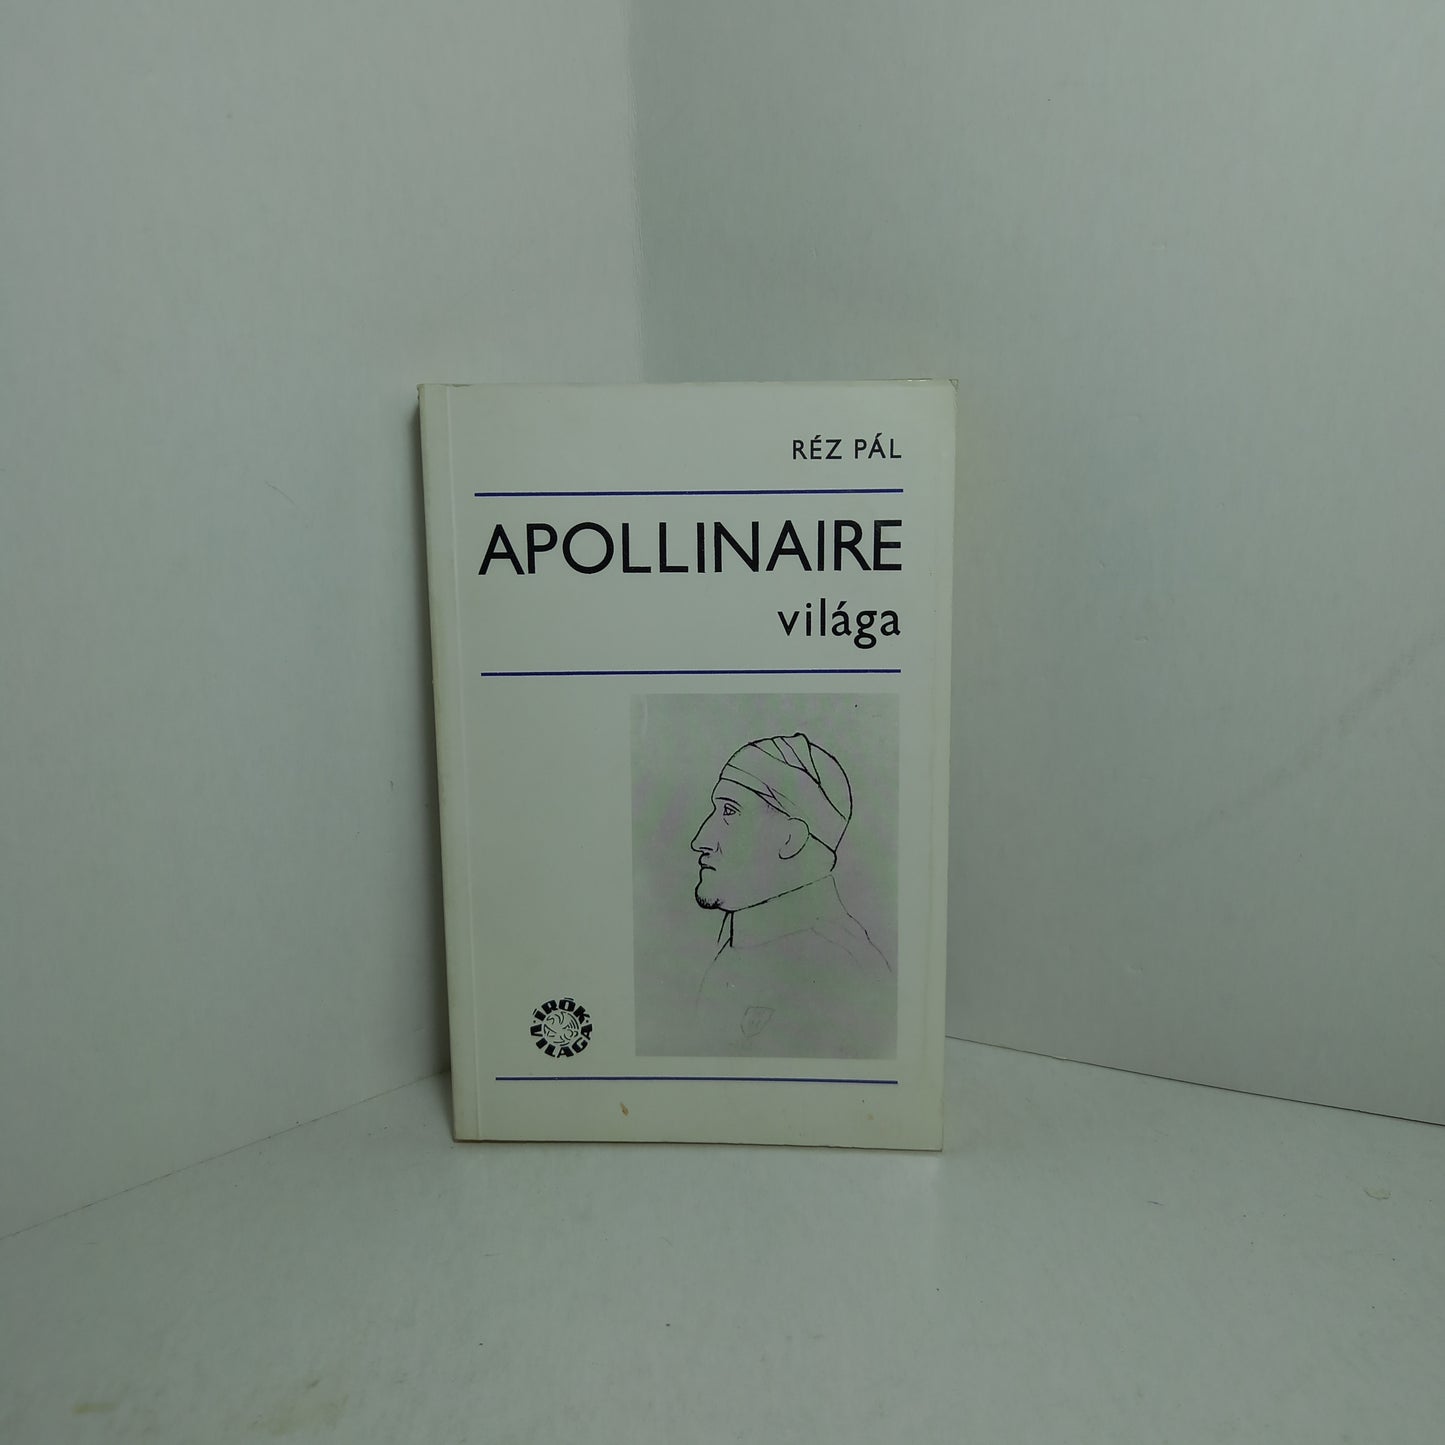 RÉZ PÁL
APOLLINAIRE
világa
ÍRÓK
VILÁGA